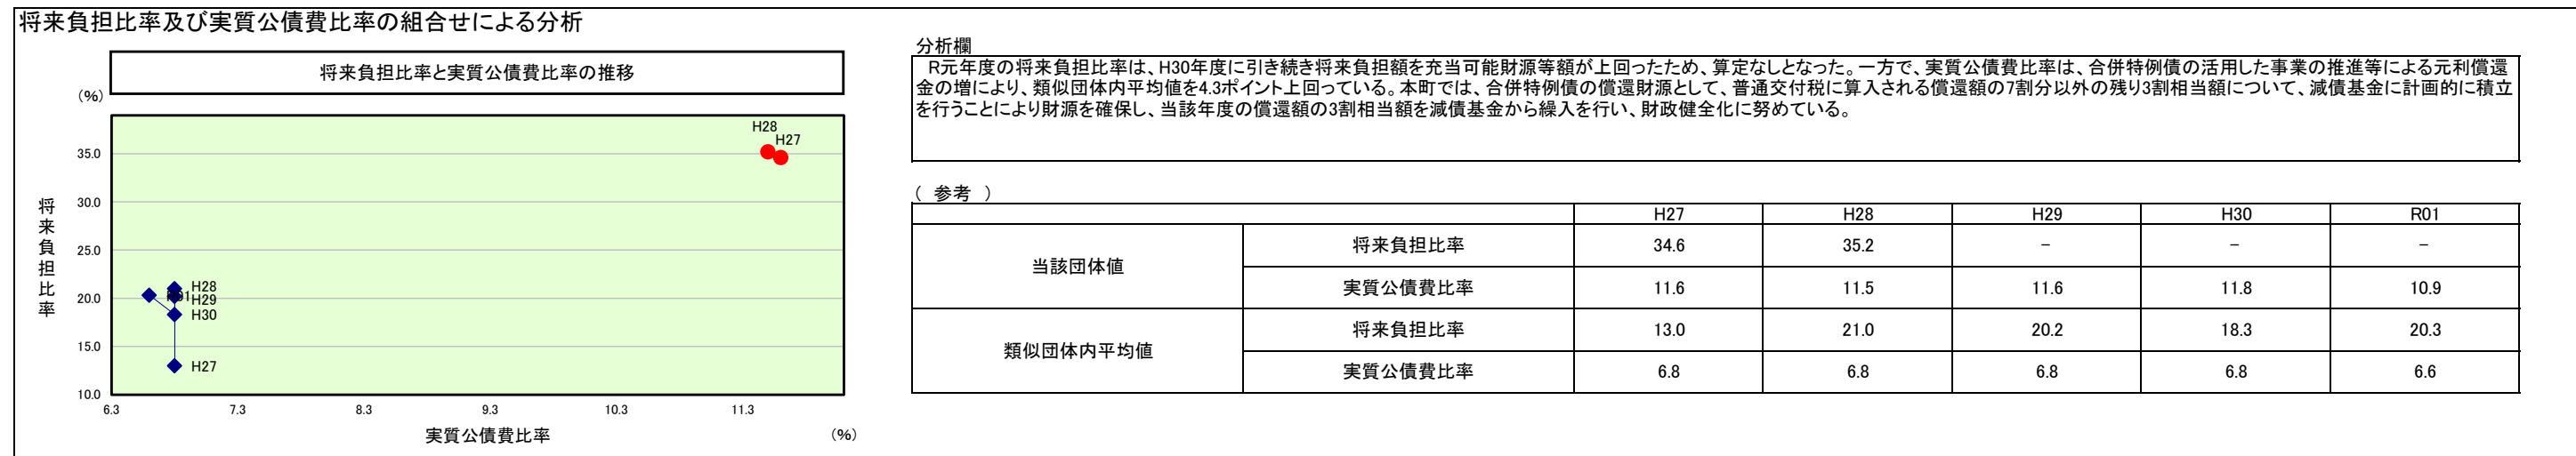 将来負担比率及び実質公債費比率の組合せによる分析
将来負担比率と実質公債費比率の推移
(%)
H28
H27
35.0
30.0
25.0
20.0
15.0
10.0
将来負担比率
R01
H28
H29
H30
H27
6.3 7.3 8.3 9.3 10.3 11.3
実質公債費比率
(%)
分析欄
R元年度の将来負担比率は、H30年度に引き続き将来負担額を充当可能財源等額が上回ったため、算定なしとなった。一方で、実質公債費比率は、合併特例債の活用した事業の推進等による元利償還
金の増により、類似団体内平均値を4.3ポイント上回っている。本町では、合併特例債の償還財源として、普通交付税に算入される償還額の7割分以外の残り3割相当額について、減債基金に計画的に積立
を行うことにより財源を確保し、当該年度の償還額の3割相当額を減債基金から繰入を行い、財政健全化に努めている。
( 参考 )
H27 H28 H29 H30 R01
当該団体値
将来負担比率 34.6 35.2 － － －
実質公債費比率 11.6 11.5 11.6 11.8 10.9
類似団体内平均値
将来負担比率 13.0 21.0 20.2 18.3 20.3
実質公債費比率 6.8 6.8 6.8 6.8 6.6